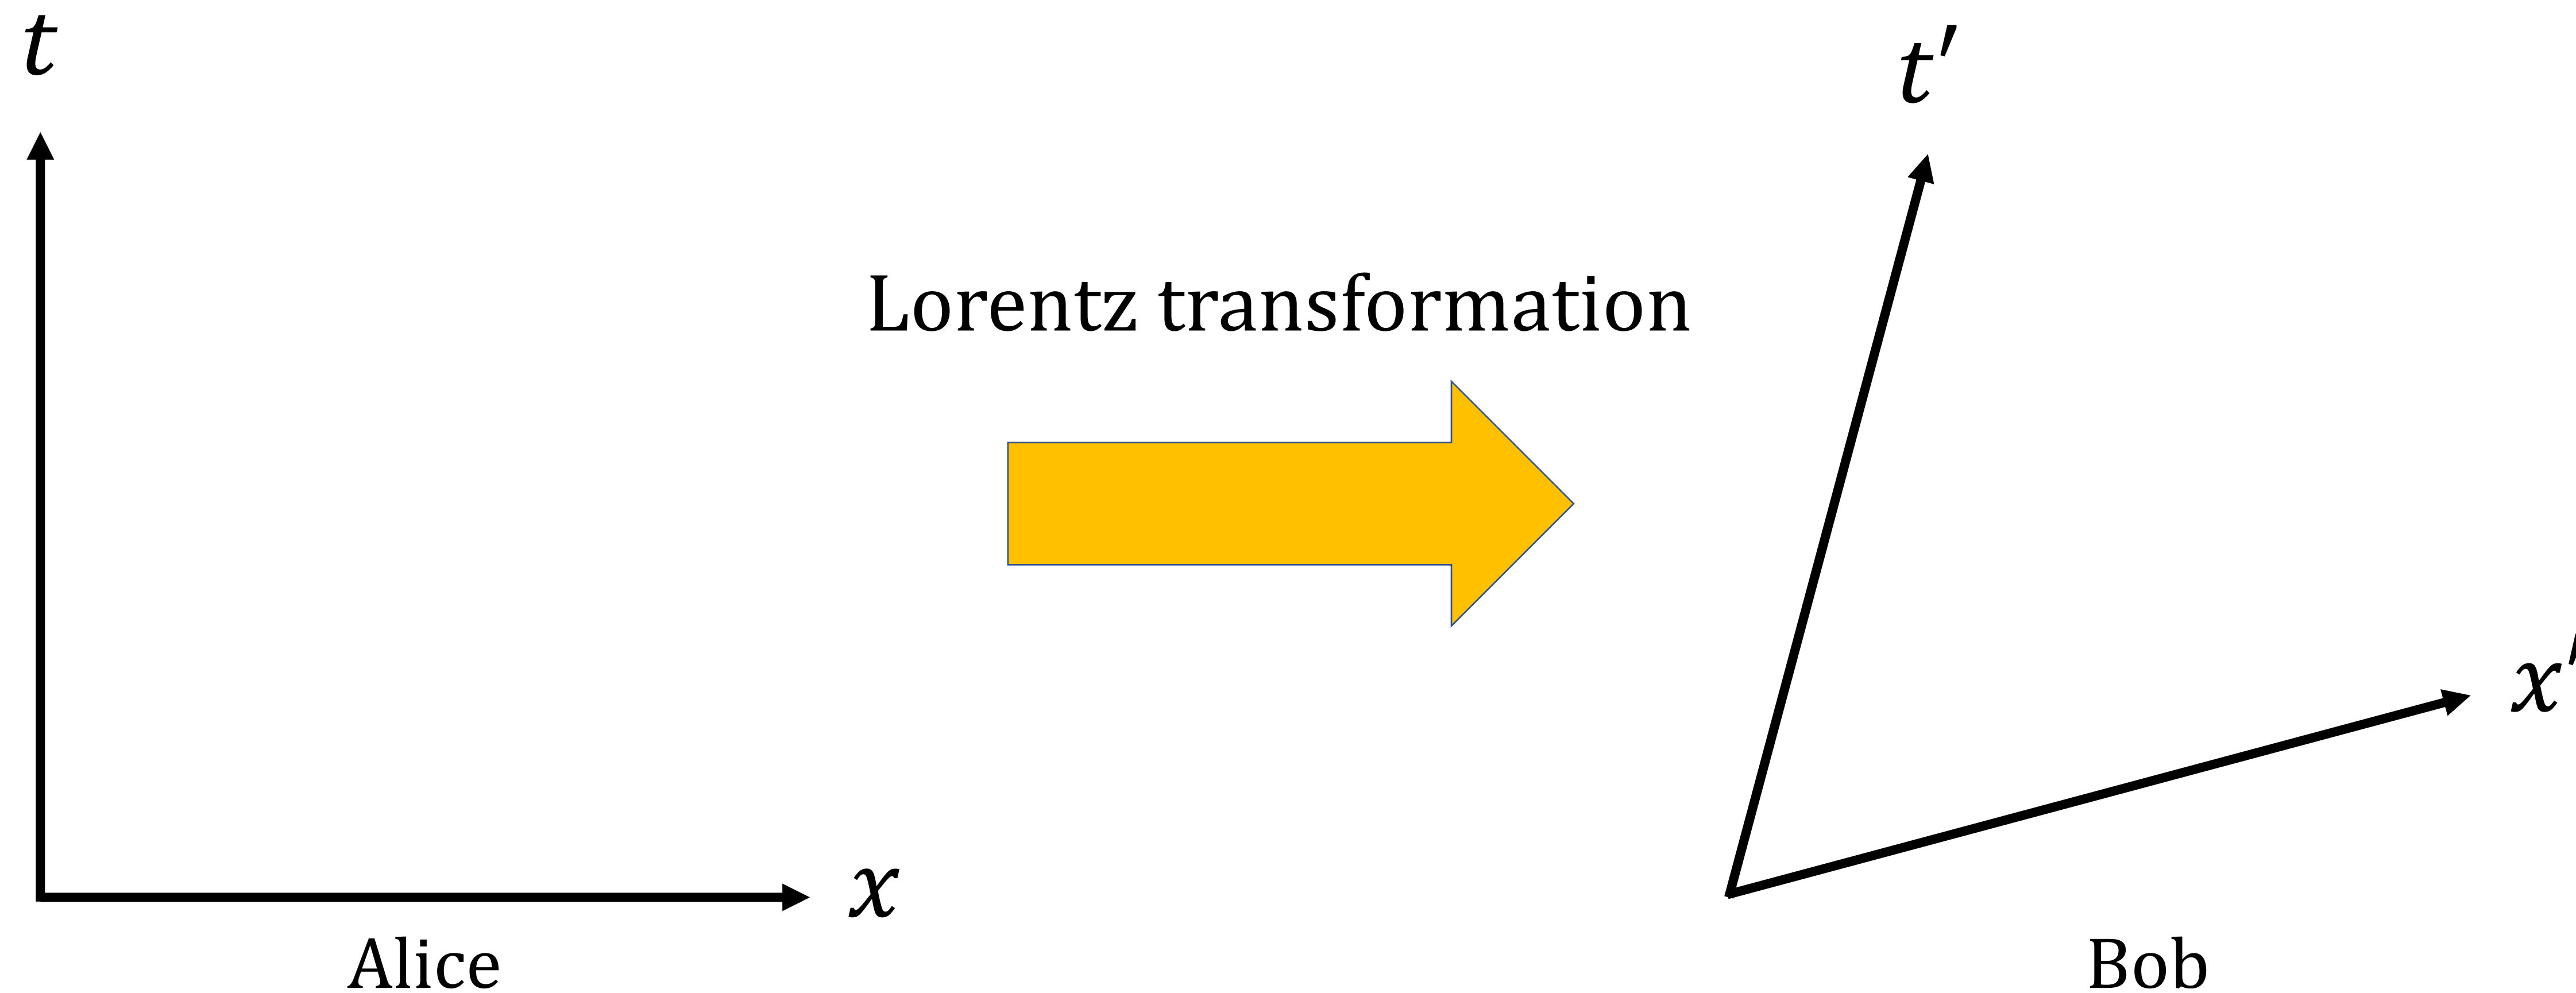 t
t′
Lorentz transformation
x′
x
Alice
Bob